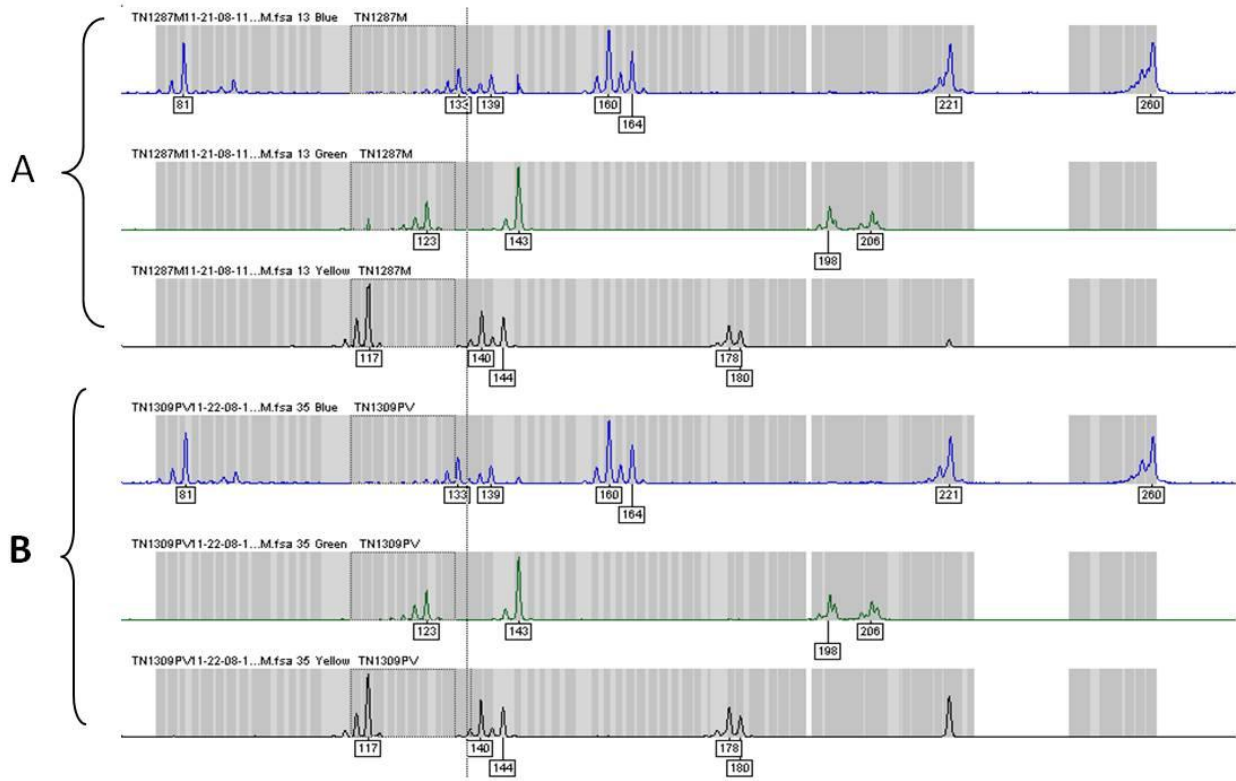 TN1287M11-21-08-11...M.fsa 13 Blue TN1287M
81 133 139 160 164 221 260
A
TN1287M11-21-08-11...M.fsa 13 Green TN1287M
123 143 198 206
TN1287M11-21-08-11...M.fsa 13 Yellow TN1287M
117 140 144 178 180
TN1309PV11-22-08-1...M.fsa 35 Blue TN1309PV
81 133 139 160 164 221 260
B
TN1309PV11-22-08-1...M.fsa 35 Green TN1309PV
123 143 198 206
TN1309PV11-22-08-1...M.fsa 35 Yellow TN1309PV
117 140 144 178 180